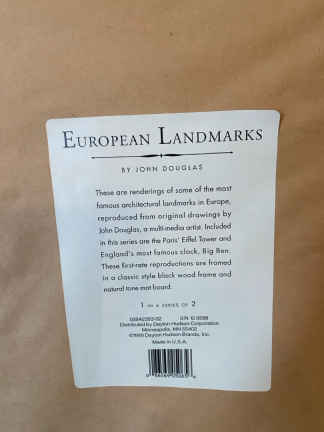 EUROPEAN LANDMARKS
BY JOHN DOUGLAS
These are renderings of some of the most
famous architectural landmarks in Europe,
reproduced from original drawings by
John Douglas, a multi-media artist. Included
in this series are the Paris' Eiffel Tower and
England's most famous clock, Big Ben.
These first-rate reproductions are framed
in a classic style black wood frame and
natural tone mat board.
1 IN A SERIES OF 2
Distributed by Dayton Hudson Corporation
Minneapolis, MN 55402
Dayton Hudson Brands, Inc.
Made in U.S.A.